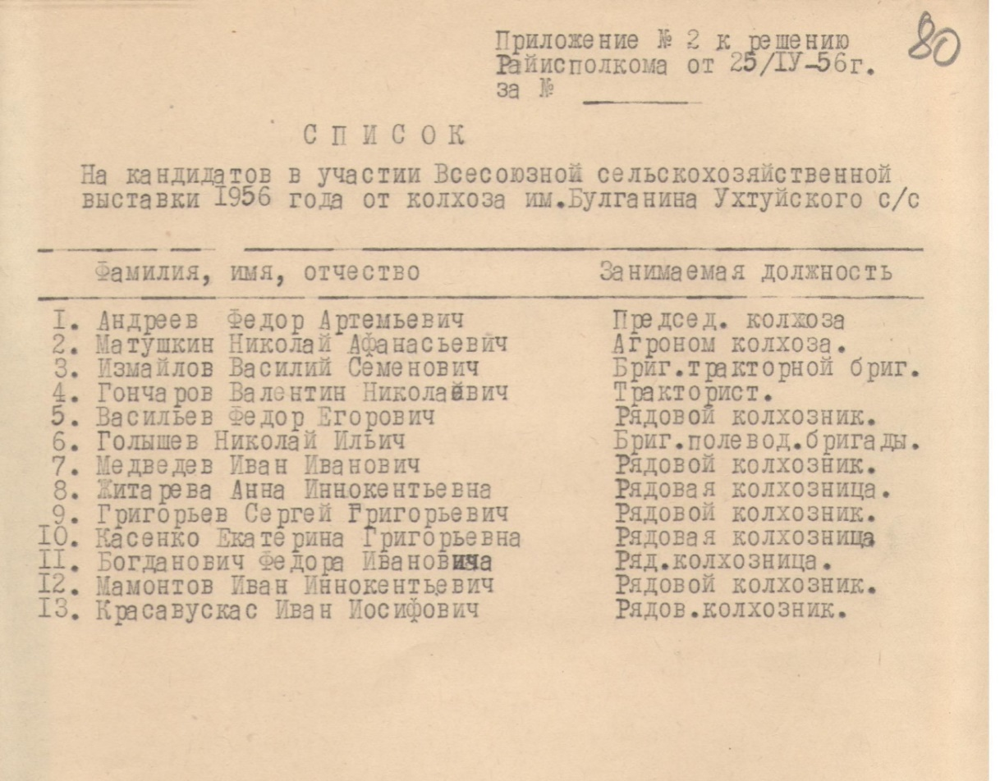 80
Приложение № 2 к решению
Райисполкома от 25/IУ-56г.
за №
С П И С О К
На кандидатов в участии Всесоюзной сельскохозяйственной
выставки 1956 года от колхоза им.Булганина Ухтуйского с/с
Фамилия, имя, отчество Занимаемая должность
I. Андреев Федор Артемьевич Председ. колхоза
2. Матушкин Николай Афанасьевич Агроном колхоза.
3. Измайлов Василий Семенович Бриг.тракторной бриг.
4. Гончаров Валентин Николаевич Тракторист.
5. Васильев Федор Егорович Рядовой колхозник.
6. Голышев Николай Ильич Бриг.полевод.бригады.
7. Медведев Иван Иванович Рядовой колхозник.
8. Житарева Анна Иннокентьевна Рядовая колхозница.
9. Григорьев Сергей Григорьевич Рядовой колхозник.
IO. Касенко Екатерина Григорьевна Рядовая колхозница
II. Богданович Федора Ивановича Ряд.колхозница.
I2. Мамонтов Иван Иннокентьевич Рядовой колхозник.
I3. Красавускас Иван Иосифович Рядов.колхозник.